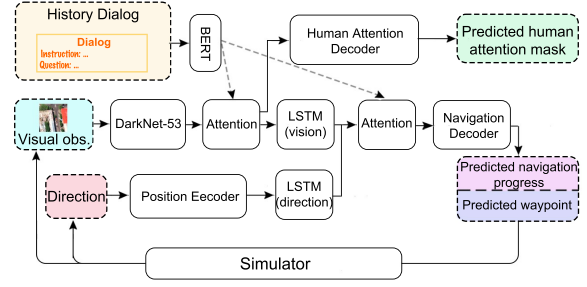 History Dialog
Dialog
Instruction: ...
Question: ...
BERT
Human Attention
Decoder
Predicted human
attention mask
Visual obs.
DarkNet-53
Attention
LSTM
(vision)
Attention
Navigation
Decoder
Direction
Position Eecoder
LSTM
(direction)
Predicted navigation
progress
Predicted waypoint
Simulator